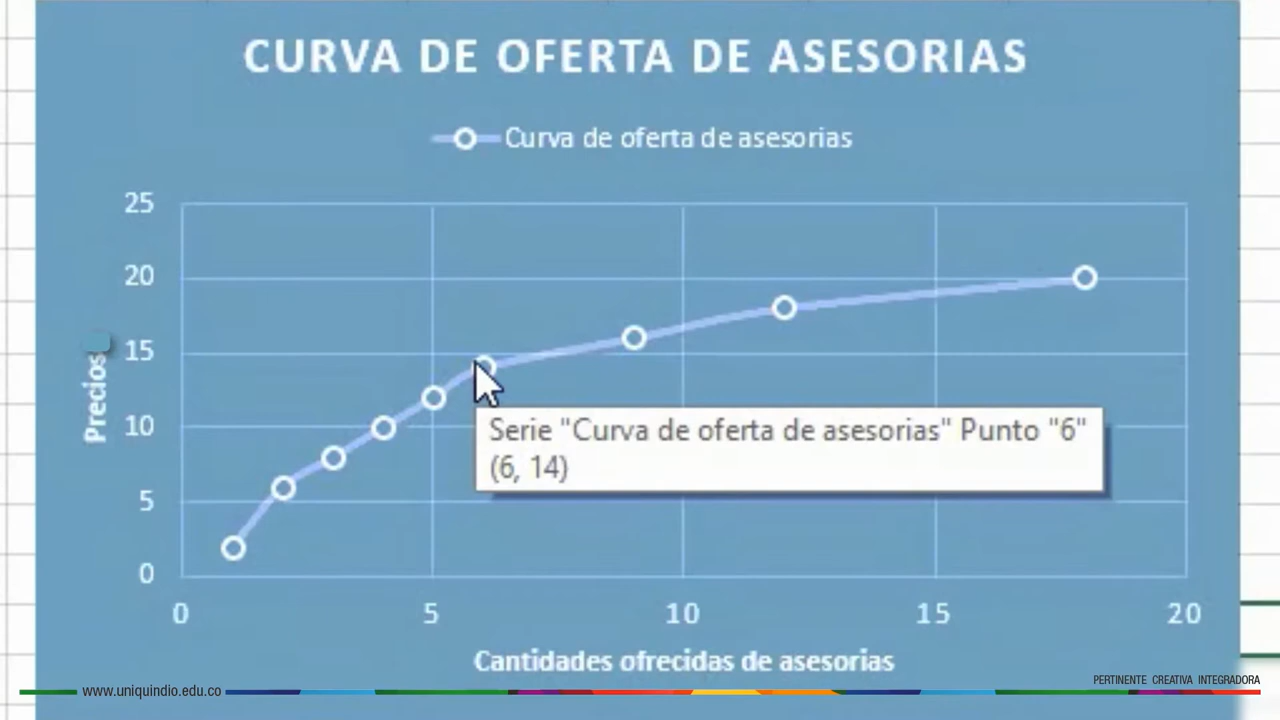 CURVA DE OFERTA DE ASESORIAS
Curva de oferta de asesorias
25
20
15
10
5
0
Precios
0 5 10 15 20
Cantidades ofrecidas de asesorias
Serie "Curva de oferta de asesorias" Punto "6"
(6, 14)
www.uniquindio.edu.co
PERTINENTE CREATIVA INTEGRADORA